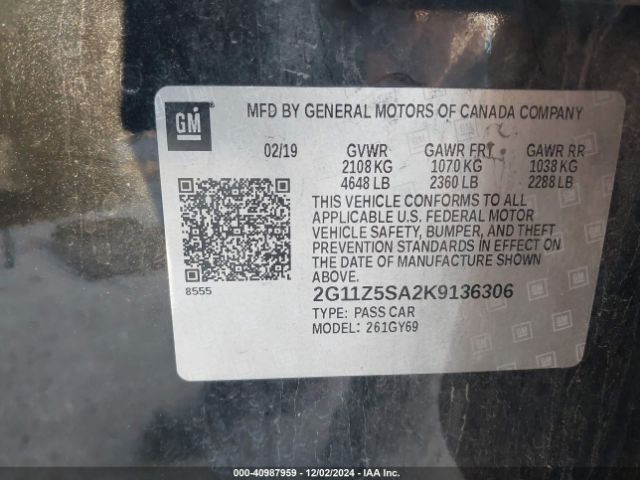 GM
MFD BY GENERAL MOTORS OF CANADA COMPANY
02/19 GVWR GAWR FRT GAWR RR
2108 KG 1070 KG 1038 KG
4648 LB 2360 LB 2288 LB
THIS VEHICLE CONFORMS TO ALL
APPLICABLE U.S. FEDERAL MOTOR
VEHICLE SAFETY, BUMPER, AND THEFT
PREVENTION STANDARDS IN EFFECT ON
THE DATE OF MANUFACTURE SHOWN
ABOVE.
8555
2G11Z5SA2K9136306
TYPE: PASS CAR
MODEL: 261GY69
000-40987959 • 12/02/2024 - IAA Inc.